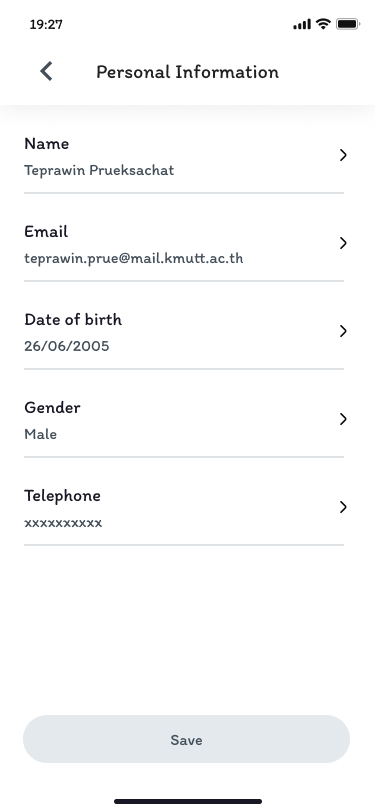 19:27
Personal Information
Name
Teprawin Prueksachat
Email
teprawin.prue@mail.kmutt.ac.th
Date of birth
26/06/2005
Gender
Male
Telephone
xxxxxxxxxx
Save